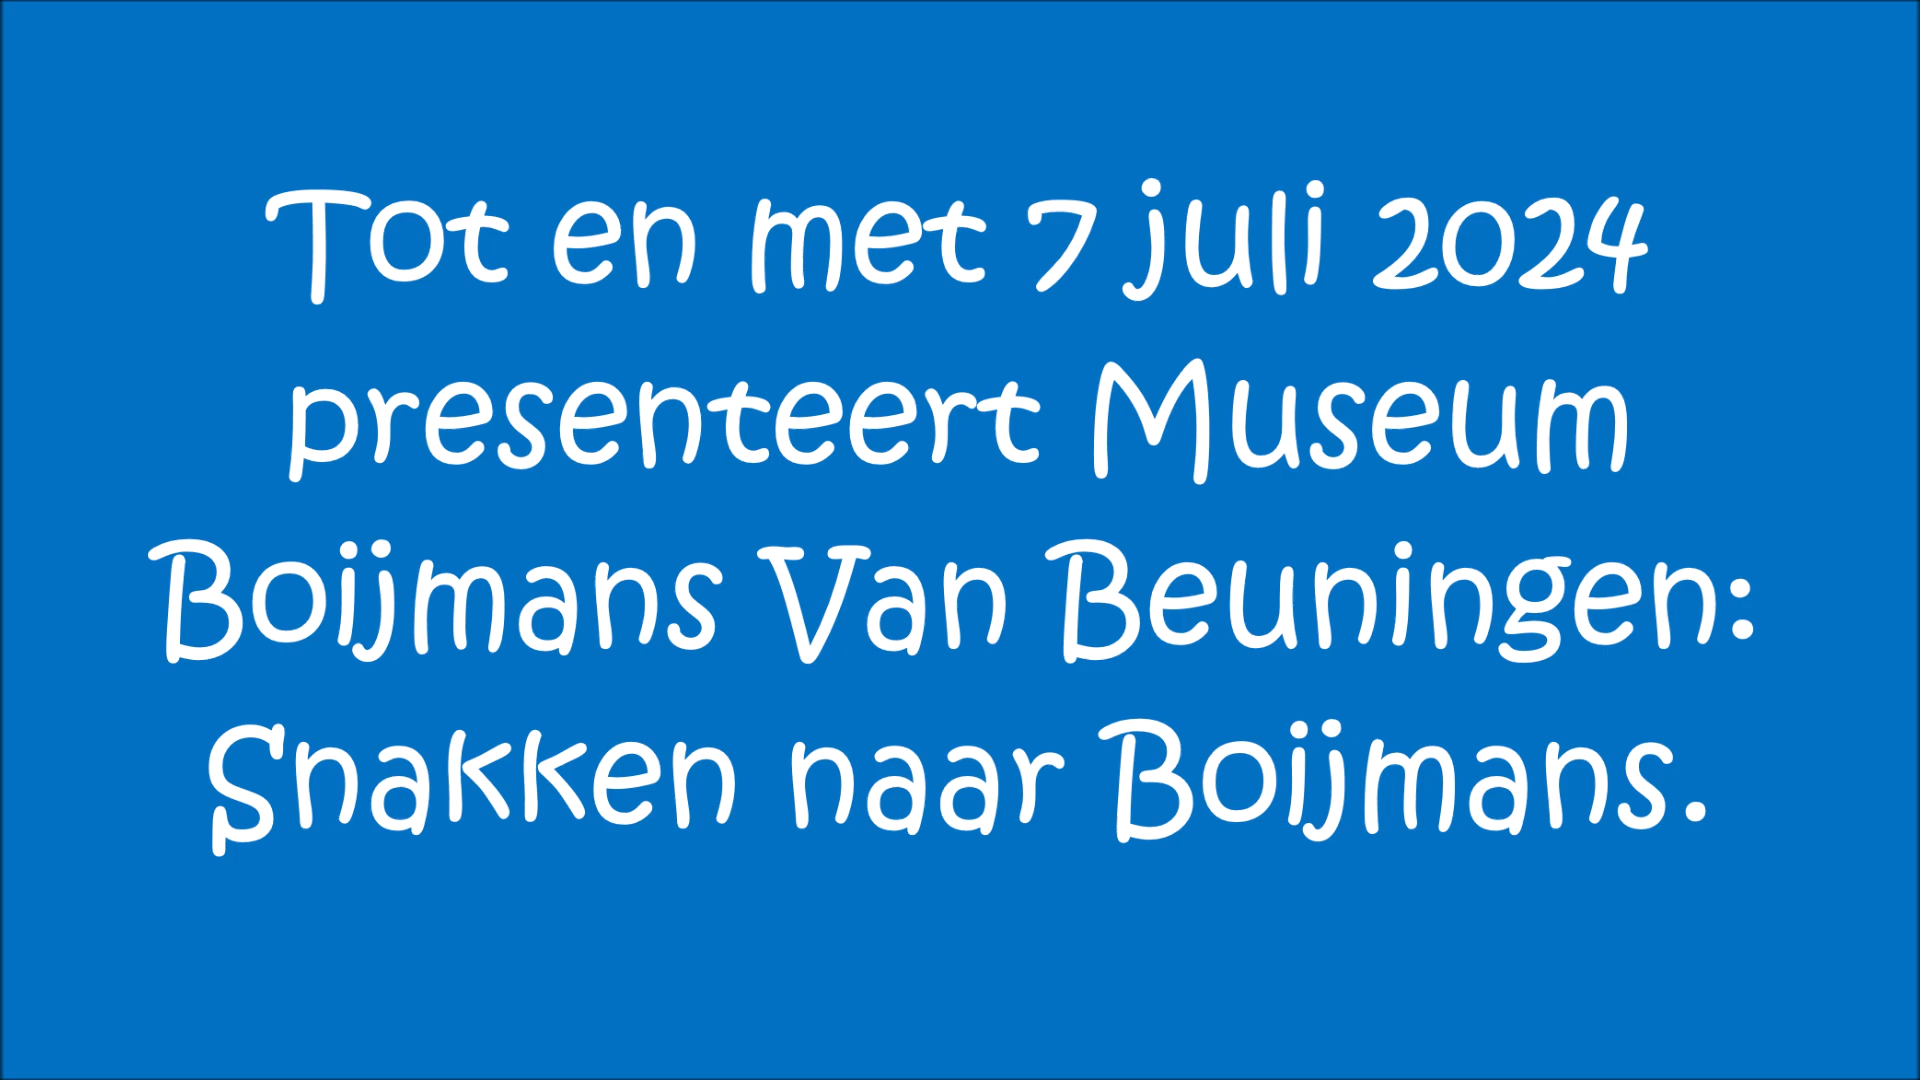 Tot en met 7 juli 2024
presenteert Museum
Boijmans Van Beuningen:
Snakken naar Boijmans.